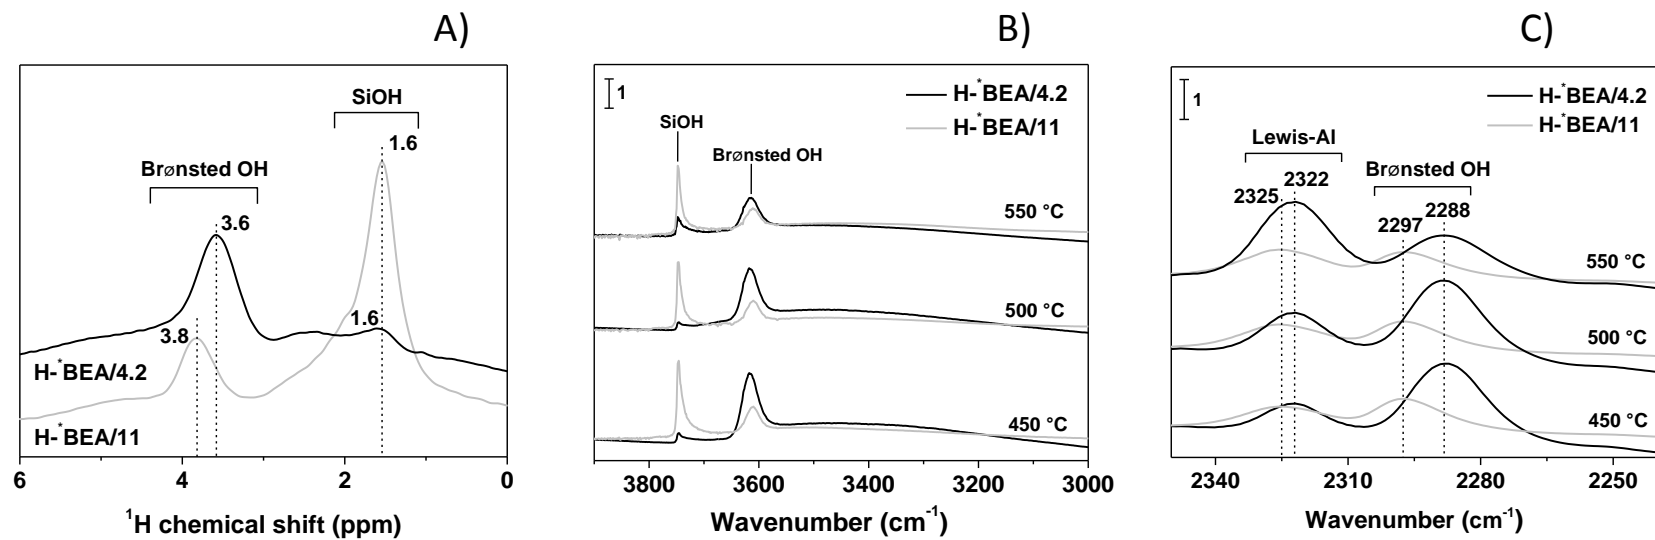 A)
SiOH
1.6
Brønsted OH
3.6
1.6
3.8
H-*BEA/4.2
H-*BEA/11
6 4 2 0
¹H chemical shift (ppm)
B)
1
H-*BEA/4.2
H-*BEA/11
SiOH
Brønsted OH
550 °C
500 °C
450 °C
3800 3600 3400 3200 3000
Wavenumber (cm⁻¹)
C)
1
H-*BEA/4.2
H-*BEA/11
Lewis-Al
Brønsted OH
2325 2322
2297 2288
550 °C
500 °C
450 °C
2340 2310 2280 2250
Wavenumber (cm⁻¹)